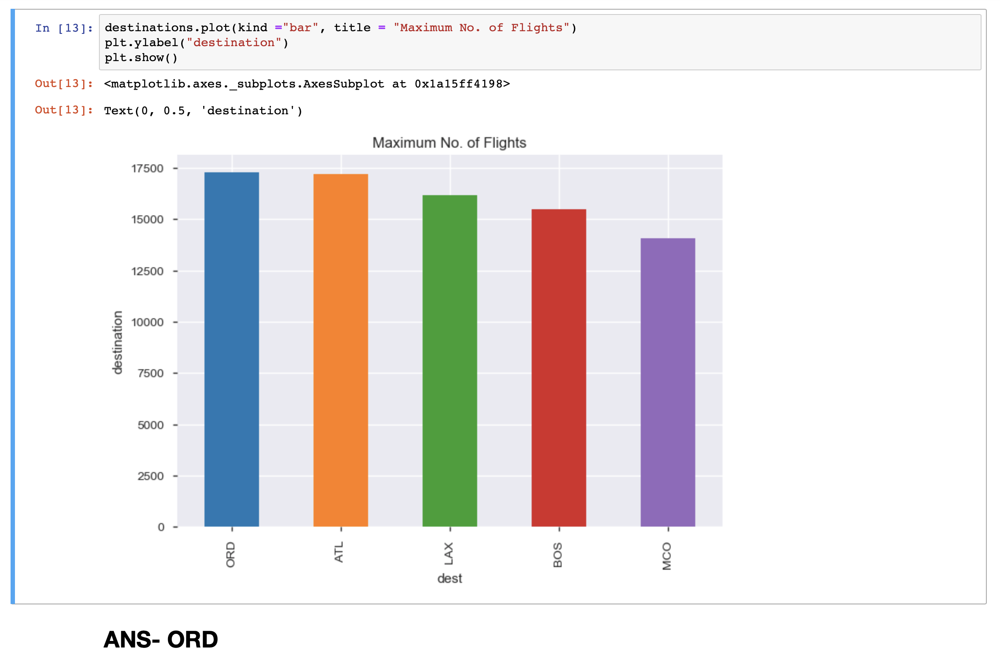 In [13]: destinations.plot(kind ="bar", title = "Maximum No. of Flights")
plt.ylabel("destination")
plt.show()
Out[13]: <matplotlib.axes._subplots.AxesSubplot at 0x1a15ff4198>
Out[13]: Text(0, 0.5, 'destination')
Maximum No. of Flights
17500
15000
12500
10000
7500
5000
2500
0
destination
ORD ATL LAX BOS MCO
dest
ANS- ORD